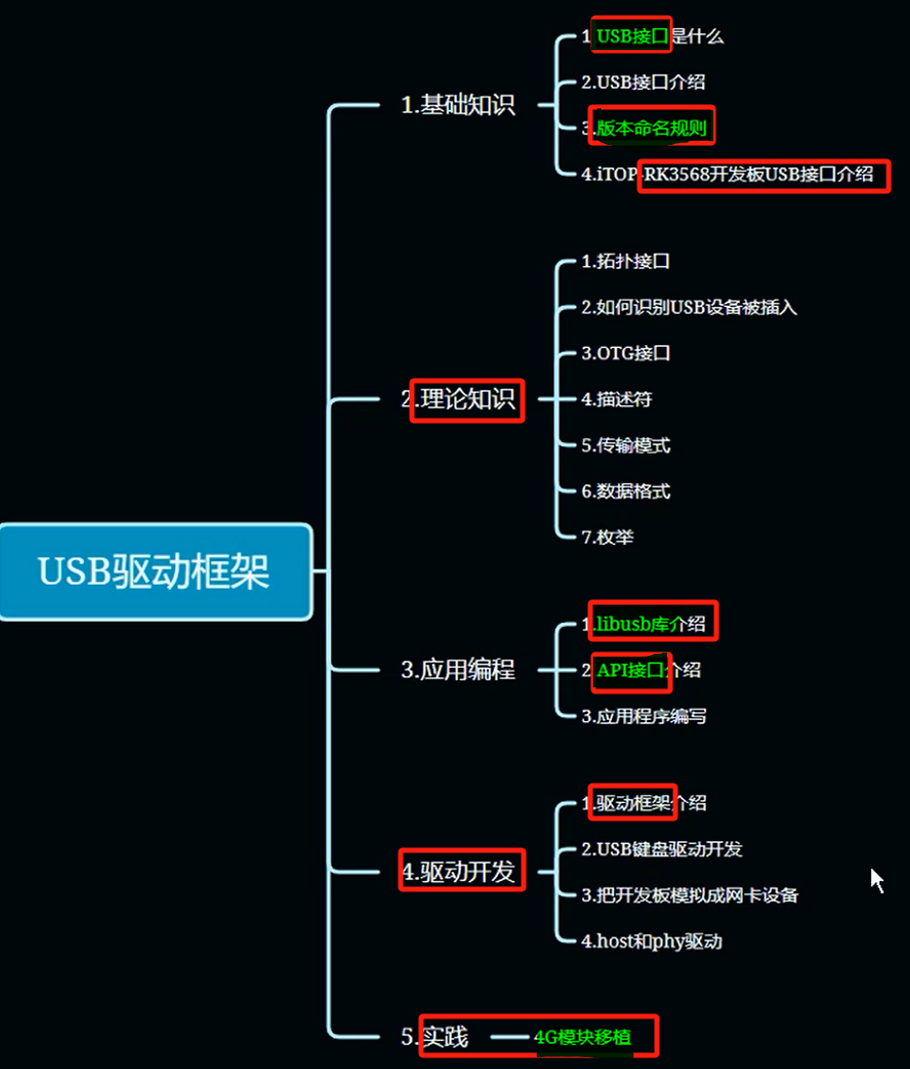 USB驱动框架
1.基础知识
1.USB接口是什么
2.USB接口介绍
3.版本命名规则
4.iTOP-RK3568开发板USB接口介绍
2.理论知识
1.拓扑接口
2.如何识别USB设备被插入
3.OTG接口
4.描述符
5.传输模式
6.数据格式
7.枚举
3.应用编程
1.libusb库介绍
2.API接口介绍
3.应用程序编写
4.驱动开发
1.驱动框架介绍
2.USB键盘驱动开发
3.把开发板模拟成网卡设备
4.host和phy驱动
5.实践
4G模块移植